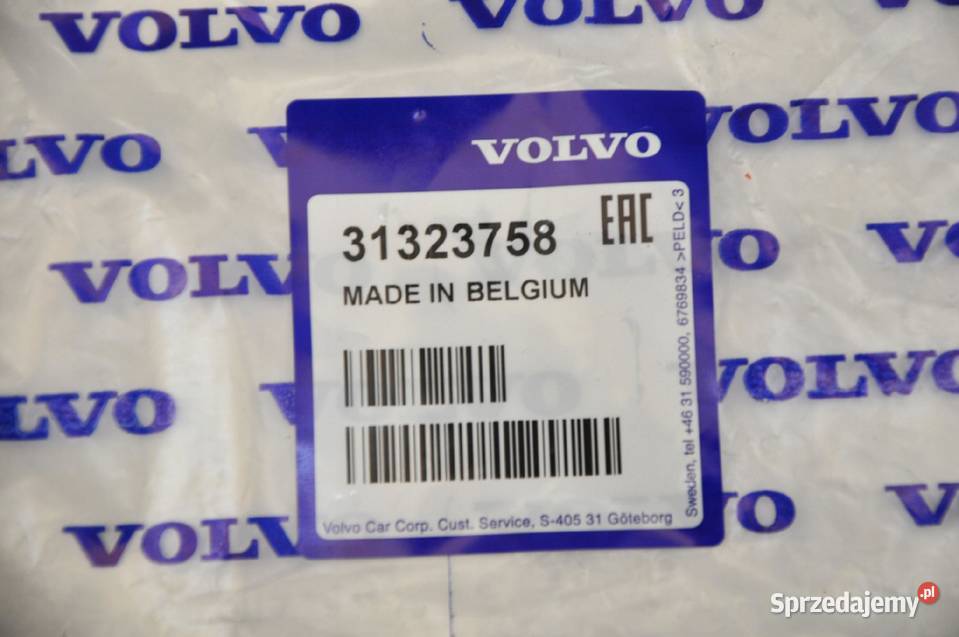 VOLVO VOLVO
VOLVO
VOLVO VOLVO
31323758 EAC
MADE IN BELGIUM
VOLVO
VOLVO
VOLVO
VOLVO
Volvo Car Corp. Cust. Service, S-405 31 Göteborg
Sweden, tel +46 31 590000, 6769834 >PELD< 3
Sprzedajemy.pl